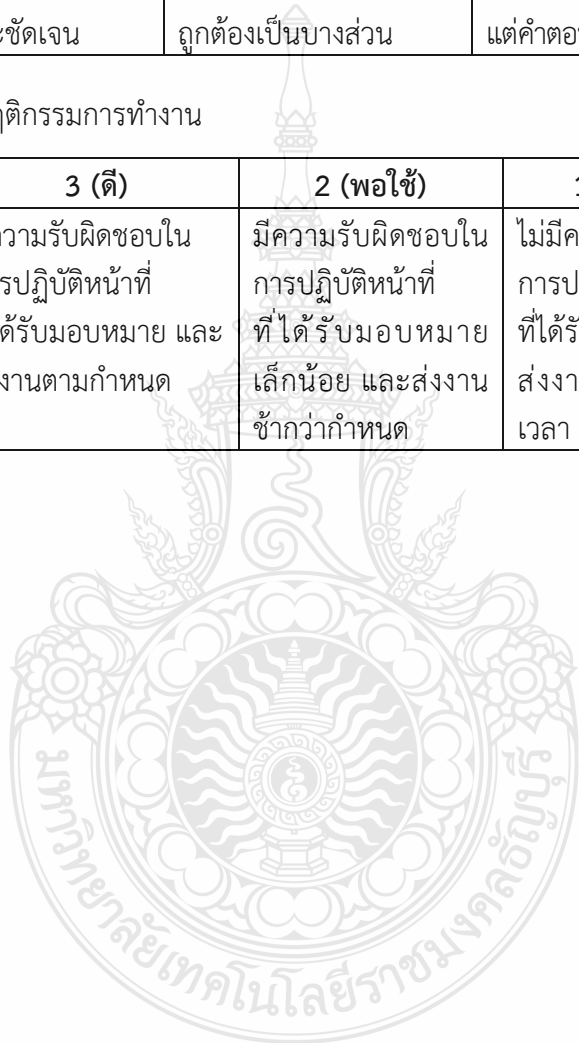 ะชัดเจน ถูกต้องเป็นบางส่วน แต่คำตอ
ฤติกรรมการทำงาน
3 (ดี) 2 (พอใช้) 1
ความรับผิดชอบใน มีความรับผิดชอบใน ไม่มีค
รปฏิบัติหน้าที่ การปฏิบัติหน้าที่ การป
ได้รับมอบหมาย และ ที่ได้รับมอบหมาย ที่ได้รั
งานตามกำหนด เล็กน้อย และส่งงาน ส่งงา
ช้ากว่ากำหนด เวลา
มหาวิทยาลัยเทคโนโลยีราชมงคลธัญบุรี